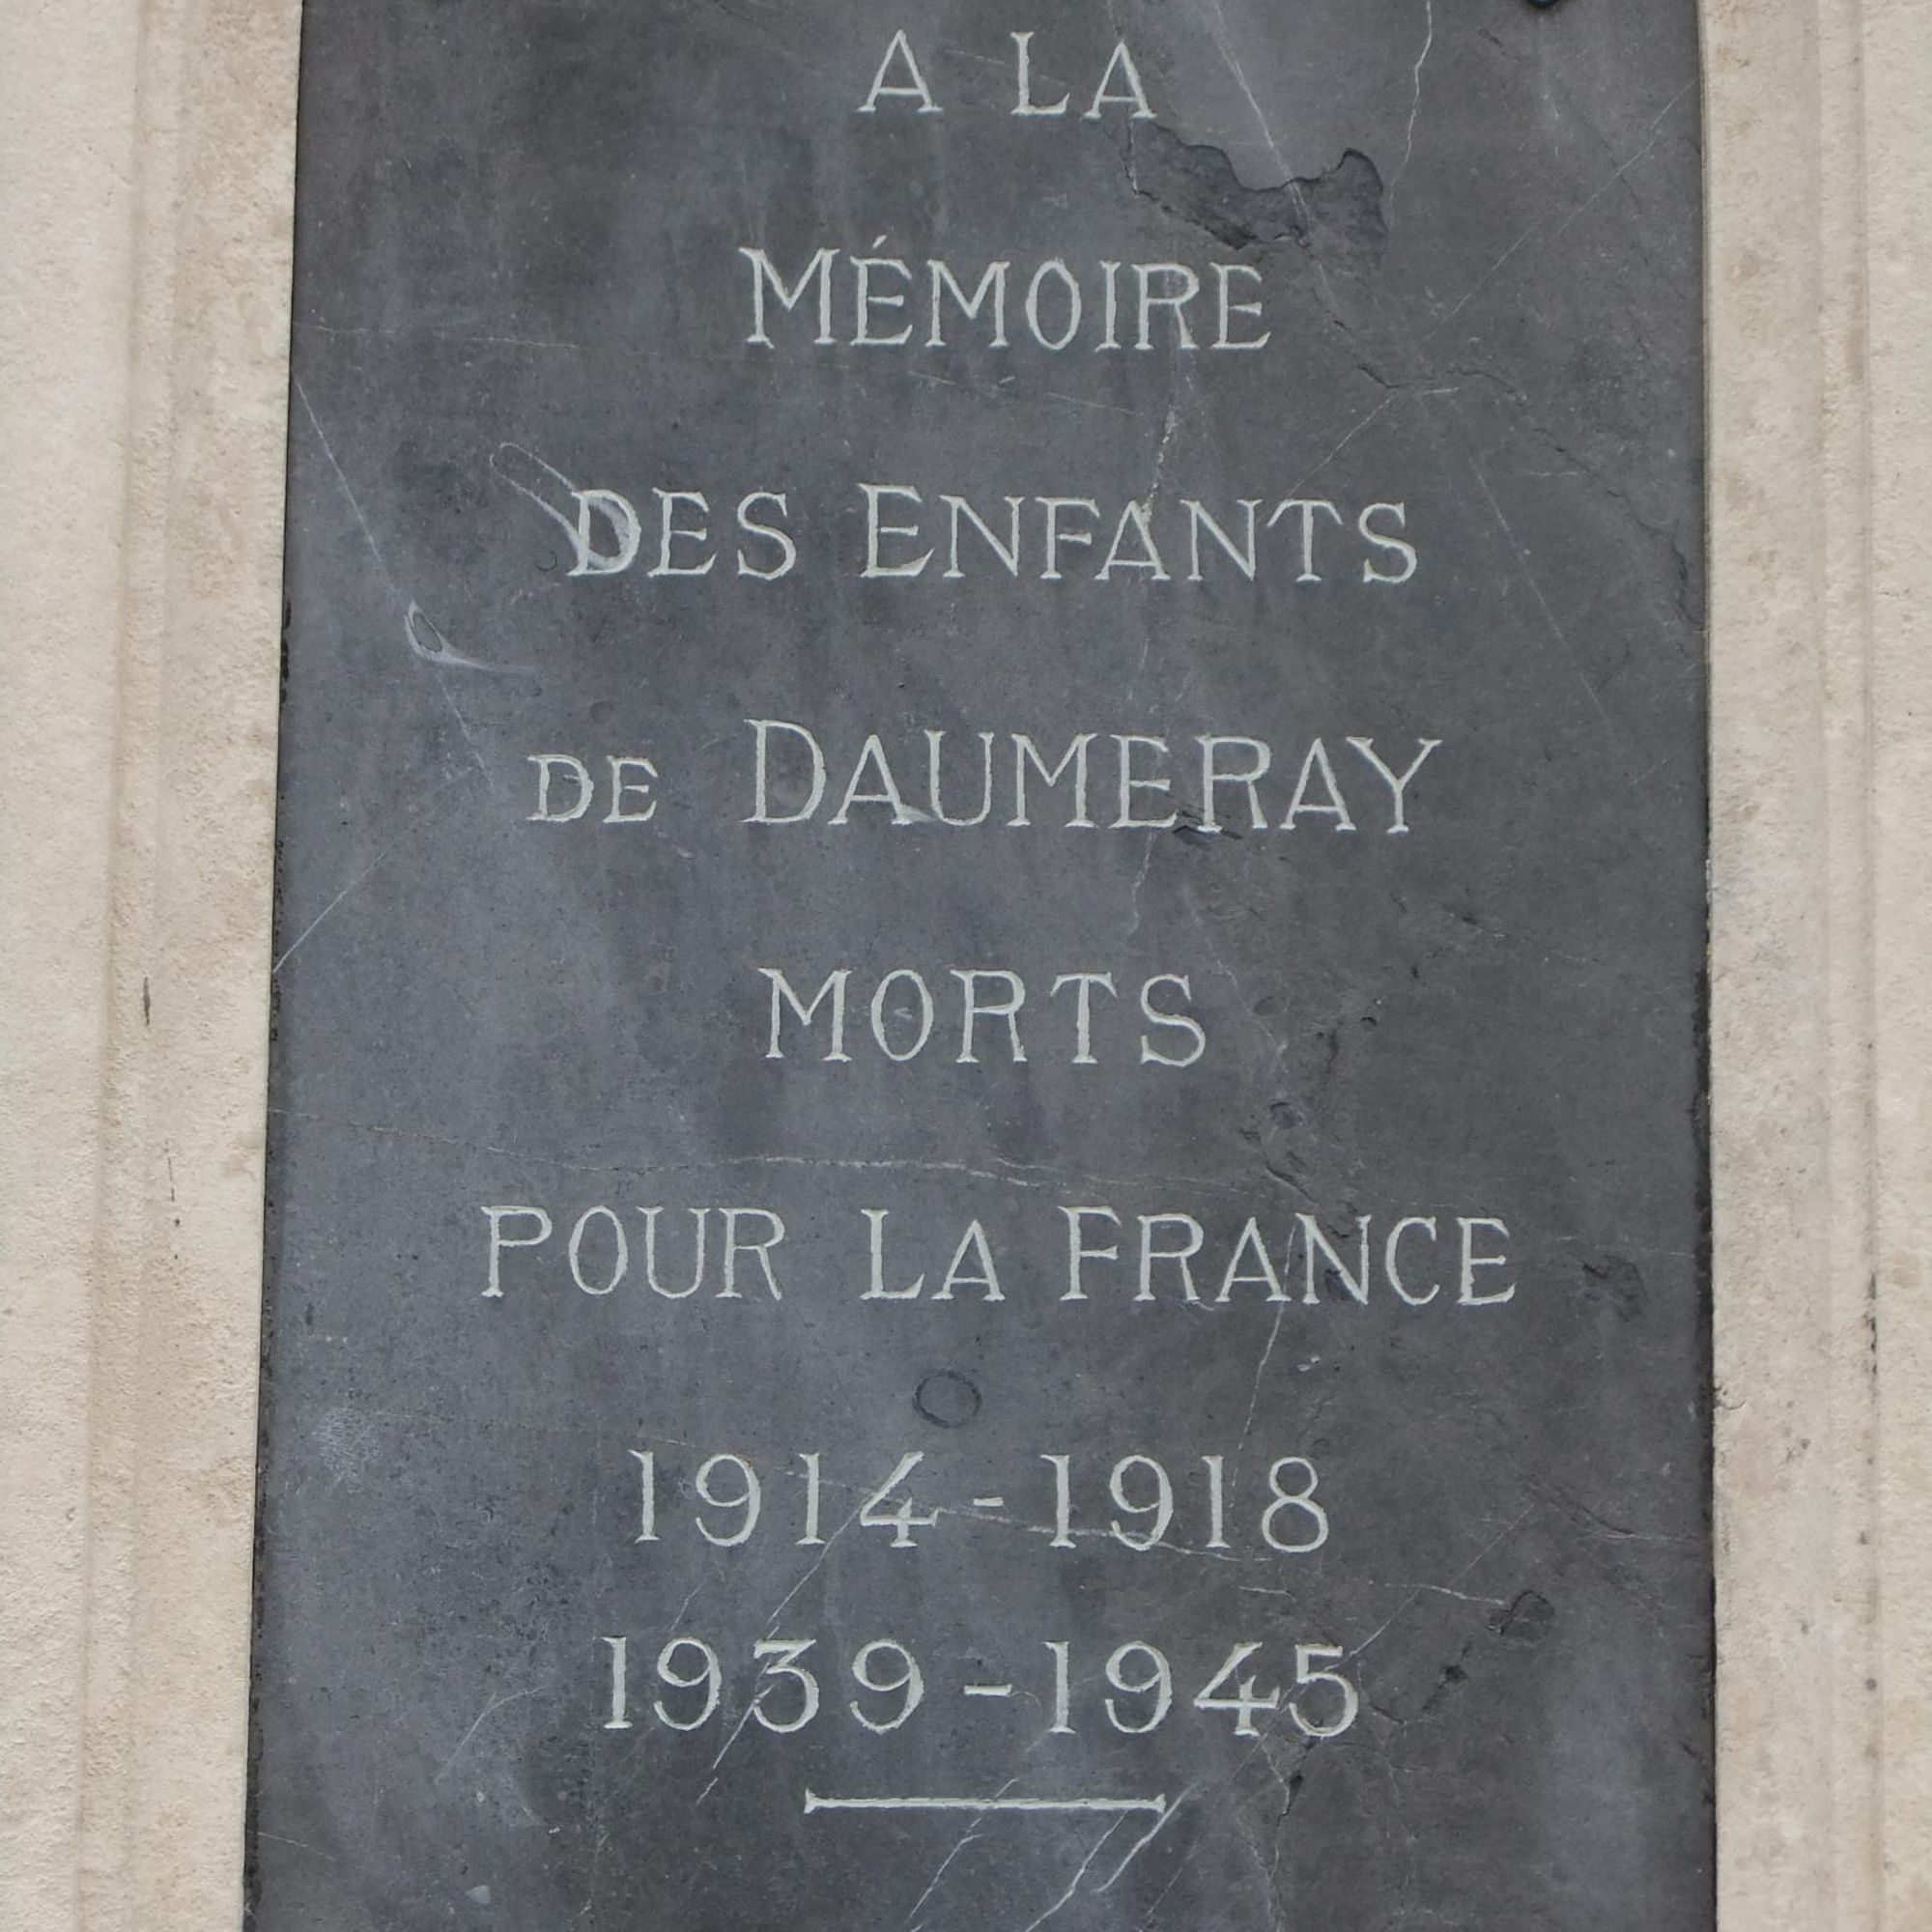 A LA
MÉMOIRE
DES ENFANTS
DE DAUMERAY
MORTS
POUR LA FRANCE
1914-1918
1939-1945